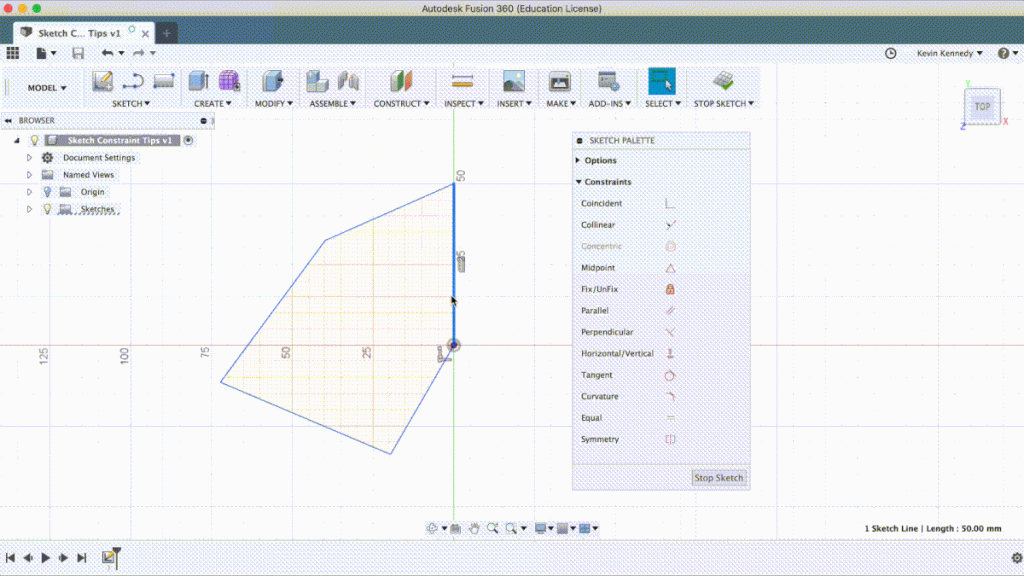 Autodesk Fusion 360 (Education License)
Sketch C... Tips v1
Kevin Kennedy
MODEL
SKETCH
CREATE
MODIFY
ASSEMBLE
CONSTRUCT
INSPECT
INSERT
MAKE
ADD-INS
SELECT
STOP SKETCH
BROWSER
Sketch Constraint Tips v1
Document Settings
Named Views
Origin
Sketches
TOP
Z
X
Y
50
25
125
100
75
50
25
SKETCH PALETTE
Options
Constraints
Coincident
Collinear
Concentric
Midpoint
Fix/UnFix
Parallel
Perpendicular
Horizontal/Vertical
Tangent
Curvature
Equal
Symmetry
Stop Sketch
1 Sketch Line | Length : 50.00 mm